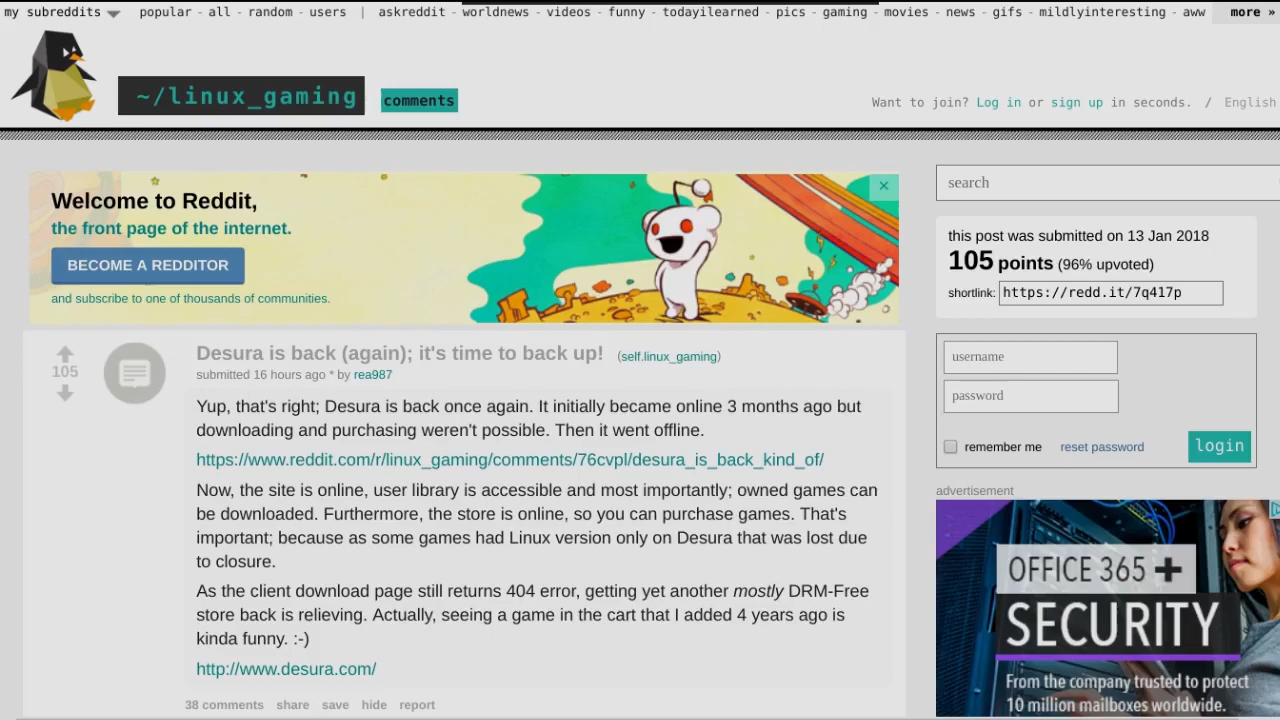 my subreddits popular - all - random - users | askreddit - worldnews - videos - funny - todayilearned - pics - gaming - movies - news - gifs - mildlyinteresting - aww more »
~/linux_gaming comments
Want to join? Log in or sign up in seconds. / English
Welcome to Reddit,
the front page of the internet.
BECOME A REDDITOR
and subscribe to one of thousands of communities.
×
search
this post was submitted on 13 Jan 2018
105 points (96% upvoted)
shortlink: https://redd.it/7q417p
username
password
remember me reset password login
advertisement
OFFICE 365 +
SECURITY
From the company trusted to protect
10 million mailboxes worldwide.
105
Desura is back (again); it's time to back up! (self.linux_gaming)
submitted 16 hours ago * by rea987
Yup, that's right; Desura is back once again. It initially became online 3 months ago but
downloading and purchasing weren't possible. Then it went offline.
https://www.reddit.com/r/linux_gaming/comments/76cvpl/desura_is_back_kind_of/
Now, the site is online, user library is accessible and most importantly; owned games can
be downloaded. Furthermore, the store is online, so you can purchase games. That's
important; because as some games had Linux version only on Desura that was lost due
to closure.
As the client download page still returns 404 error, getting yet another mostly DRM-Free
store back is relieving. Actually, seeing a game in the cart that I added 4 years ago is
kinda funny. :-)
http://www.desura.com/
38 comments share save hide report